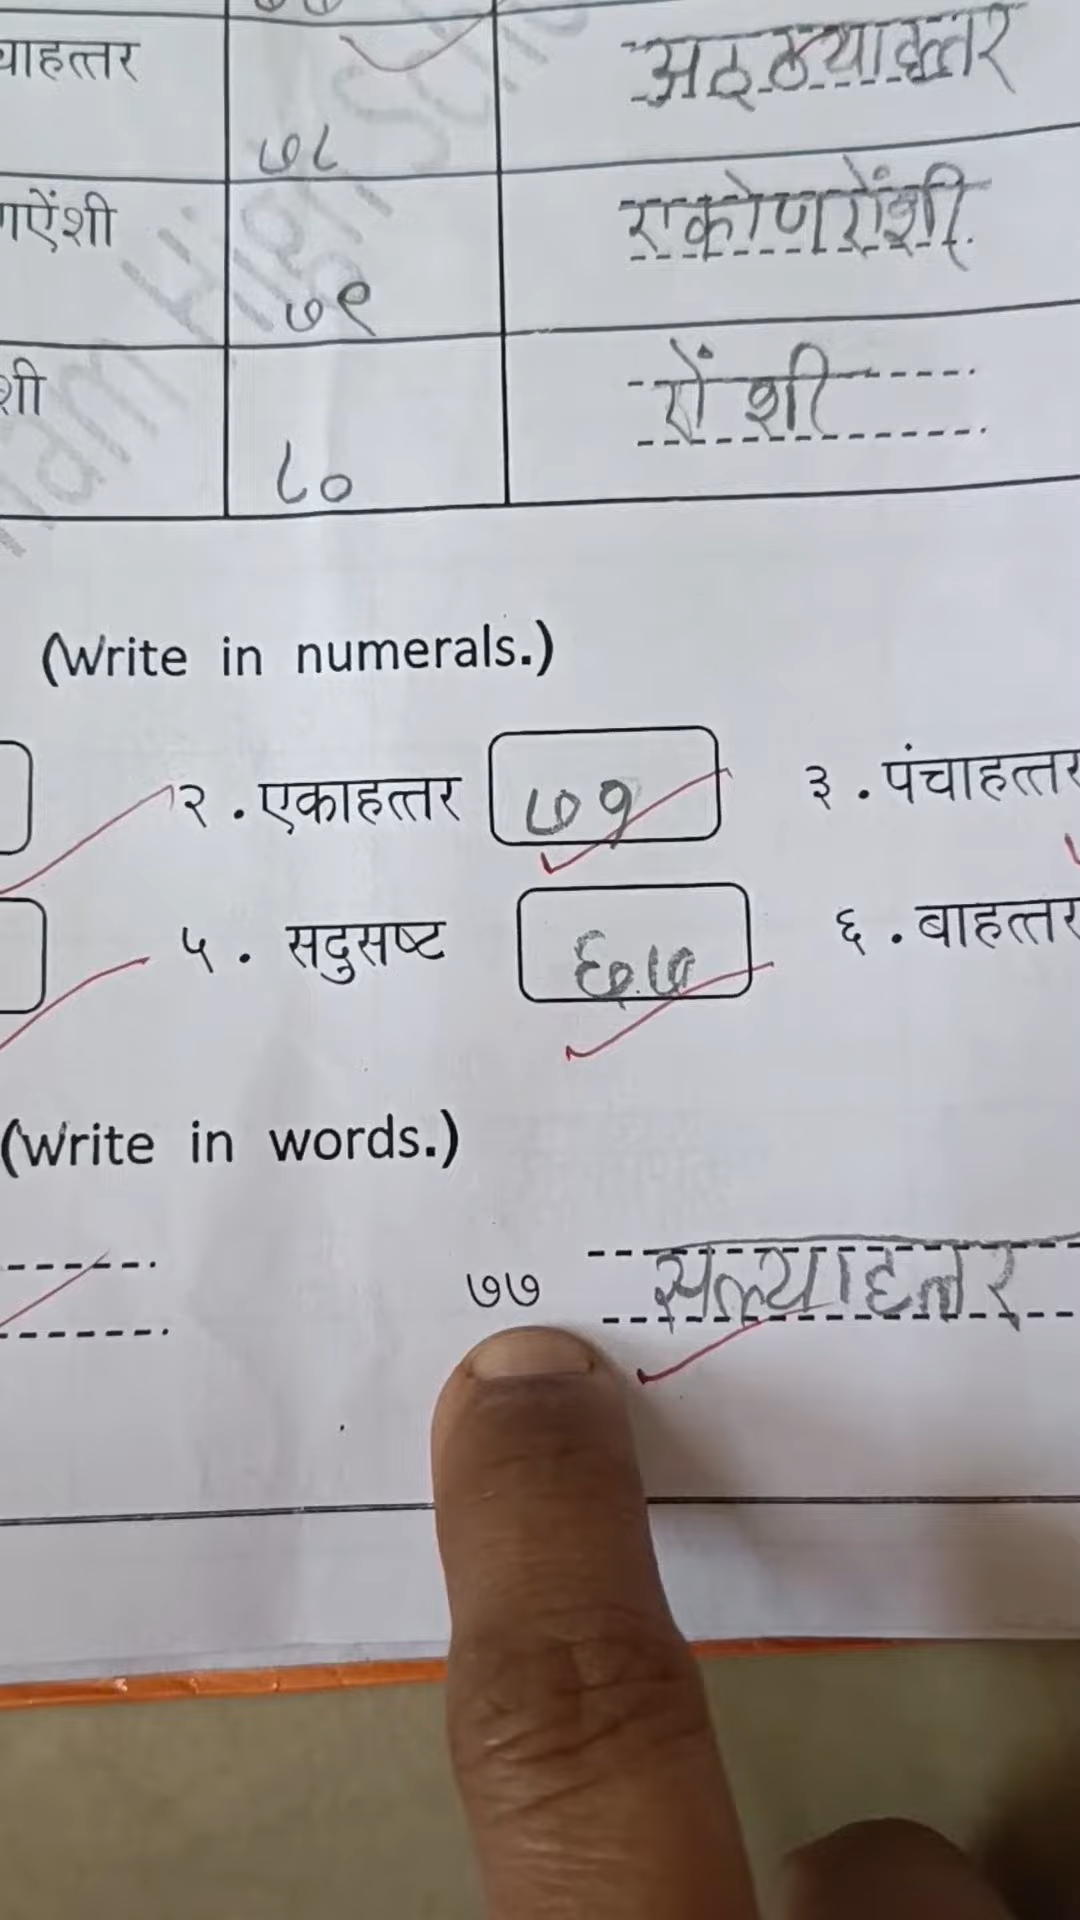 याहत्तर ७८ अठ्ठ्याहत्तर
णऐंशी ७९ एकोणऐंशी
शी ८० ऐंशी
(Write in numerals.)
२ . एकाहत्तर ७१ ३ . पंचाहत्तर
५ . सदुसष्ट ६७ ६ . बाहत्तर
(Write in words.)
७७ सत्याहत्तर